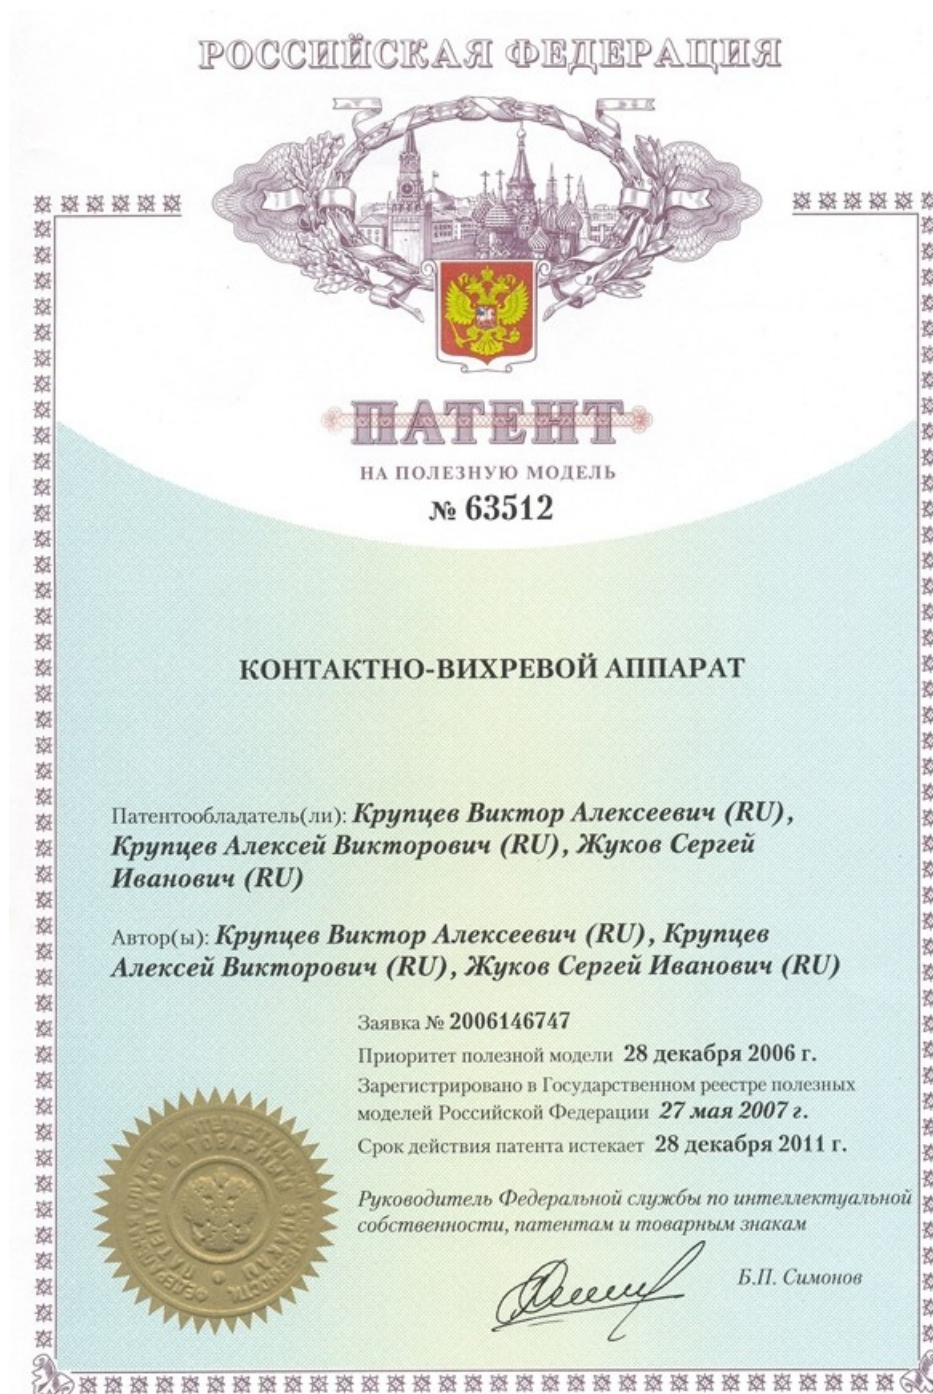 РОССИЙСКАЯ ФЕДЕРАЦИЯ
ПАТЕНТ
НА ПОЛЕЗНУЮ МОДЕЛЬ
№ 63512
КОНТАКТНО-ВИХРЕВОЙ АППАРАТ
Патентообладатель(ли): Крупцев Виктор Алексеевич (RU),
Крупцев Алексей Викторович (RU), Жуков Сергей
Иванович (RU)
Автор(ы): Крупцев Виктор Алексеевич (RU), Крупцев
Алексей Викторович (RU), Жуков Сергей Иванович (RU)
Заявка № 2006146747
Приоритет полезной модели 28 декабря 2006 г.
Зарегистрировано в Государственном реестре полезных
моделей Российской Федерации 27 мая 2007 г.
Срок действия патента истекает 28 декабря 2011 г.
Руководитель Федеральной службы по интеллектуальной
собственности, патентам и товарным знакам
Б.П. Симонов